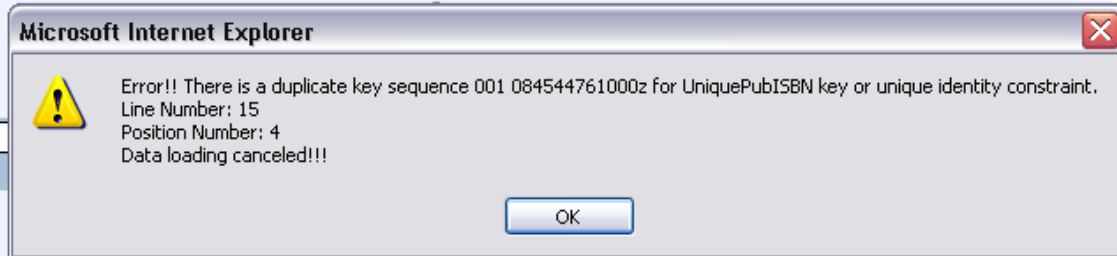 Microsoft Internet Explorer
Error!! There is a duplicate key sequence 001 084544761000z for UniquePubISBN key or unique identity constraint.
Line Number: 15
Position Number: 4
Data loading canceled!!!
OK